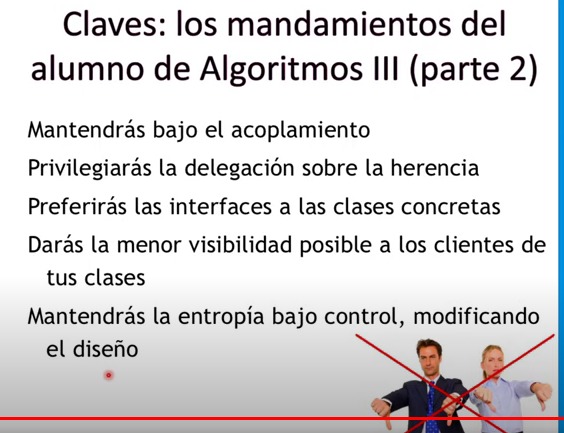 Claves: los mandamientos del
alumno de Algoritmos III (parte 2)
Mantendrás bajo el acoplamiento
Privilegiarás la delegación sobre la herencia
Preferirás las interfaces a las clases concretas
Darás la menor visibilidad posible a los clientes de
tus clases
Mantendrás la entropía bajo control, modificando
el diseño